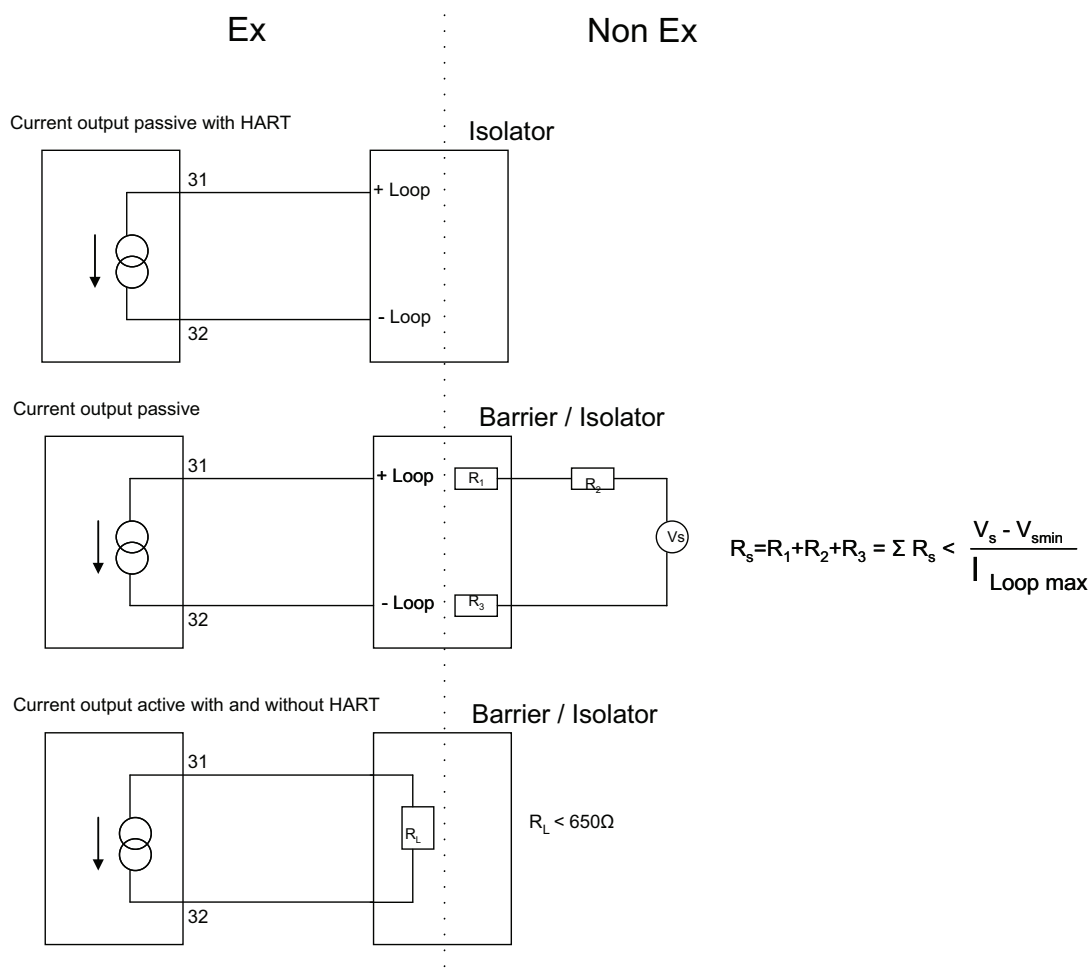 Ex
Non Ex
Current output passive with HART
Isolator
31
+ Loop
- Loop
32
Current output passive
Barrier / Isolator
31
+ Loop
R₁
R₂
Vs
Rₛ=R₁+R₂+R₃ = Σ Rₛ < Vₛ - Vₛₘᵢₙ
I Loop max
- Loop
R₃
32
Current output active with and without HART
Barrier / Isolator
31
R_L
R_L < 650Ω
32